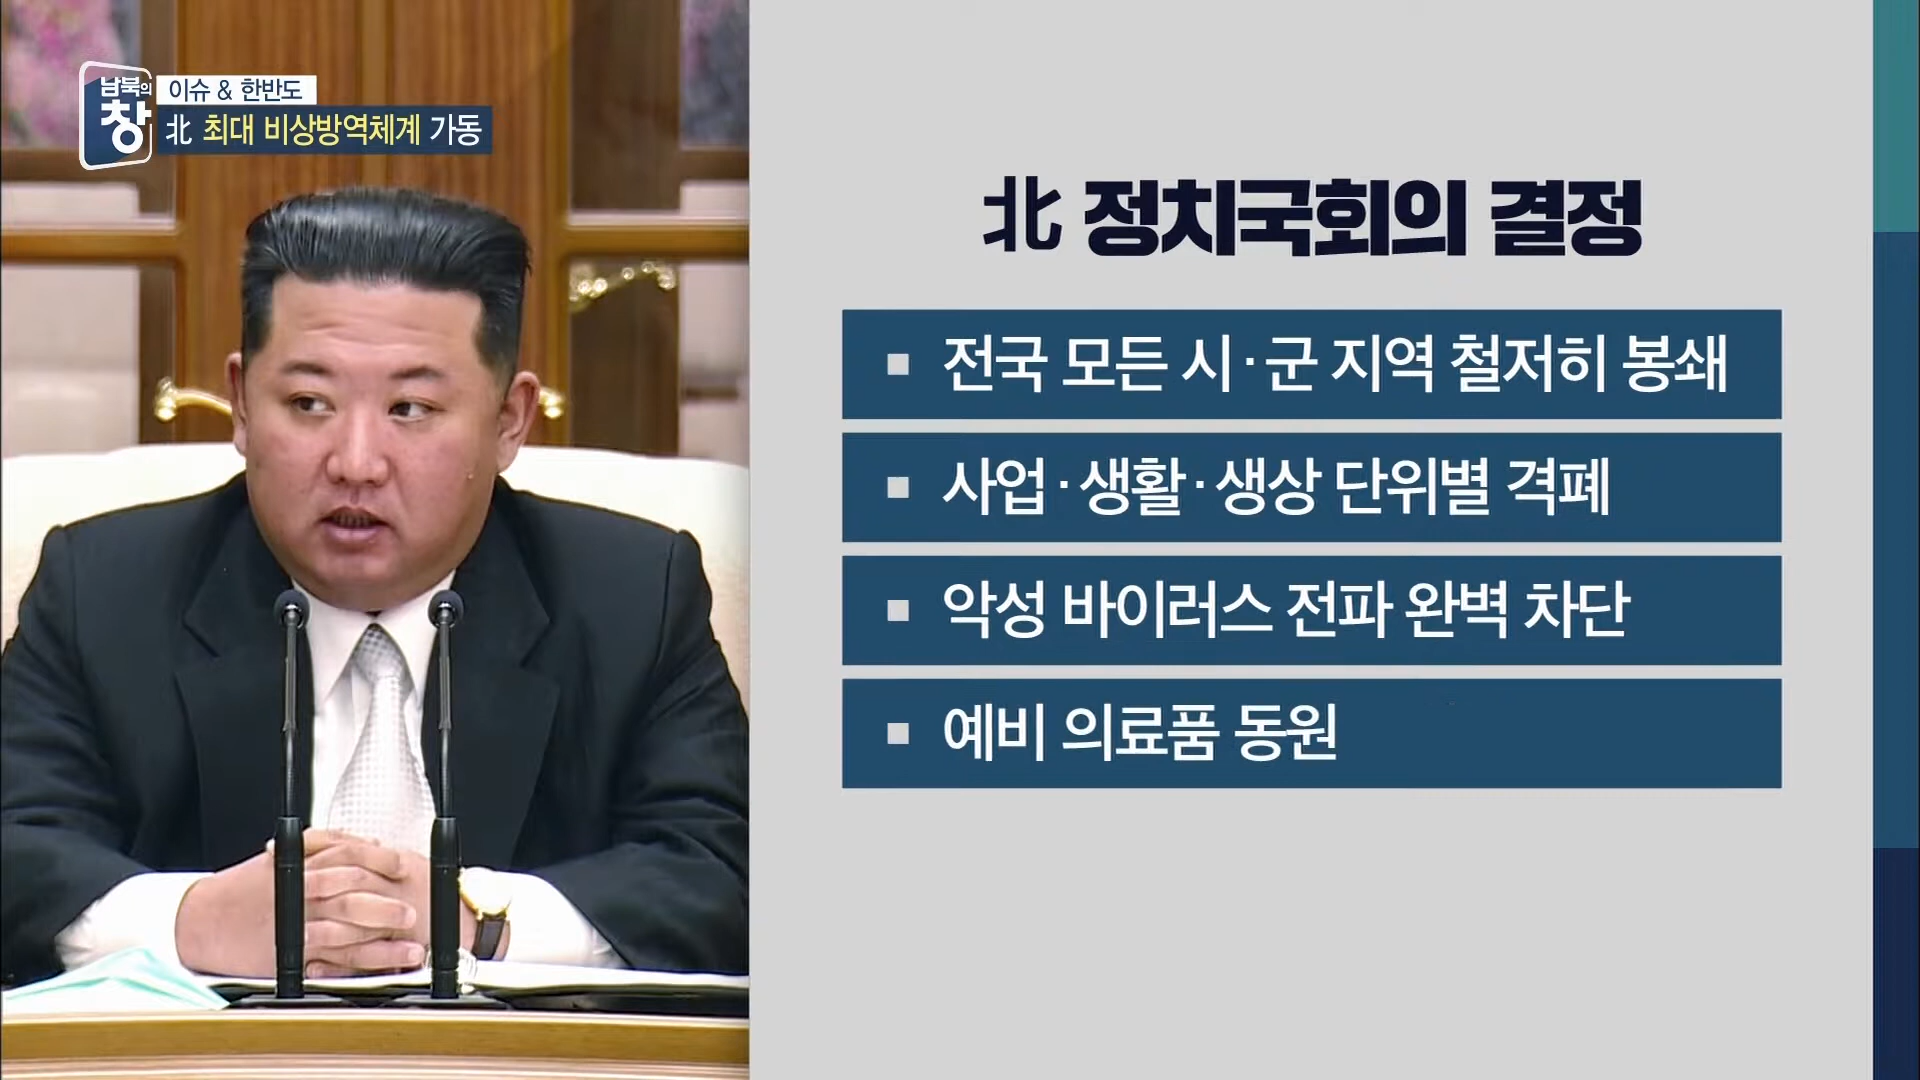 남북의
창
이슈 & 한반도
北 최대 비상방역체계 가동
北 정치국회의 결정
▪ 전국 모든 시·군 지역 철저히 봉쇄
▪ 사업·생활·생상 단위별 격폐
▪ 악성 바이러스 전파 완벽 차단
▪ 예비 의료품 동원